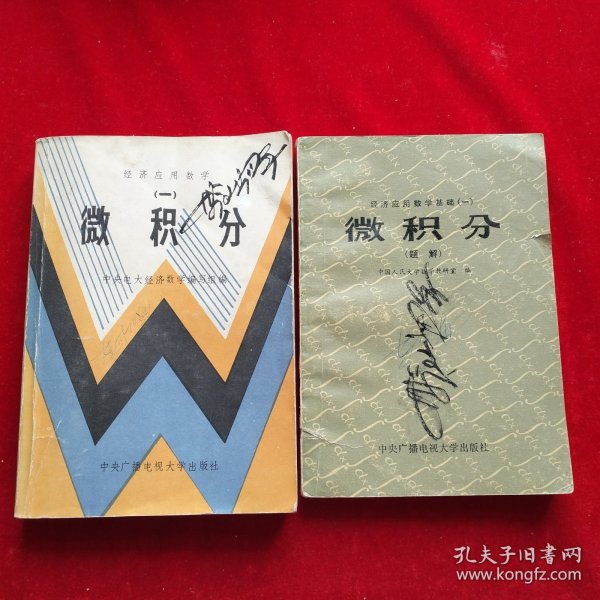 经济应用数学
(一)
微积分
中央电大经济数学编写组编
中央广播电视大学出版社
经济应用数学基础(一)
微积分
(题解)
中国人民大学数学教研室 编
中央广播电视大学出版社
孔夫子旧书网
www.kongfz.com